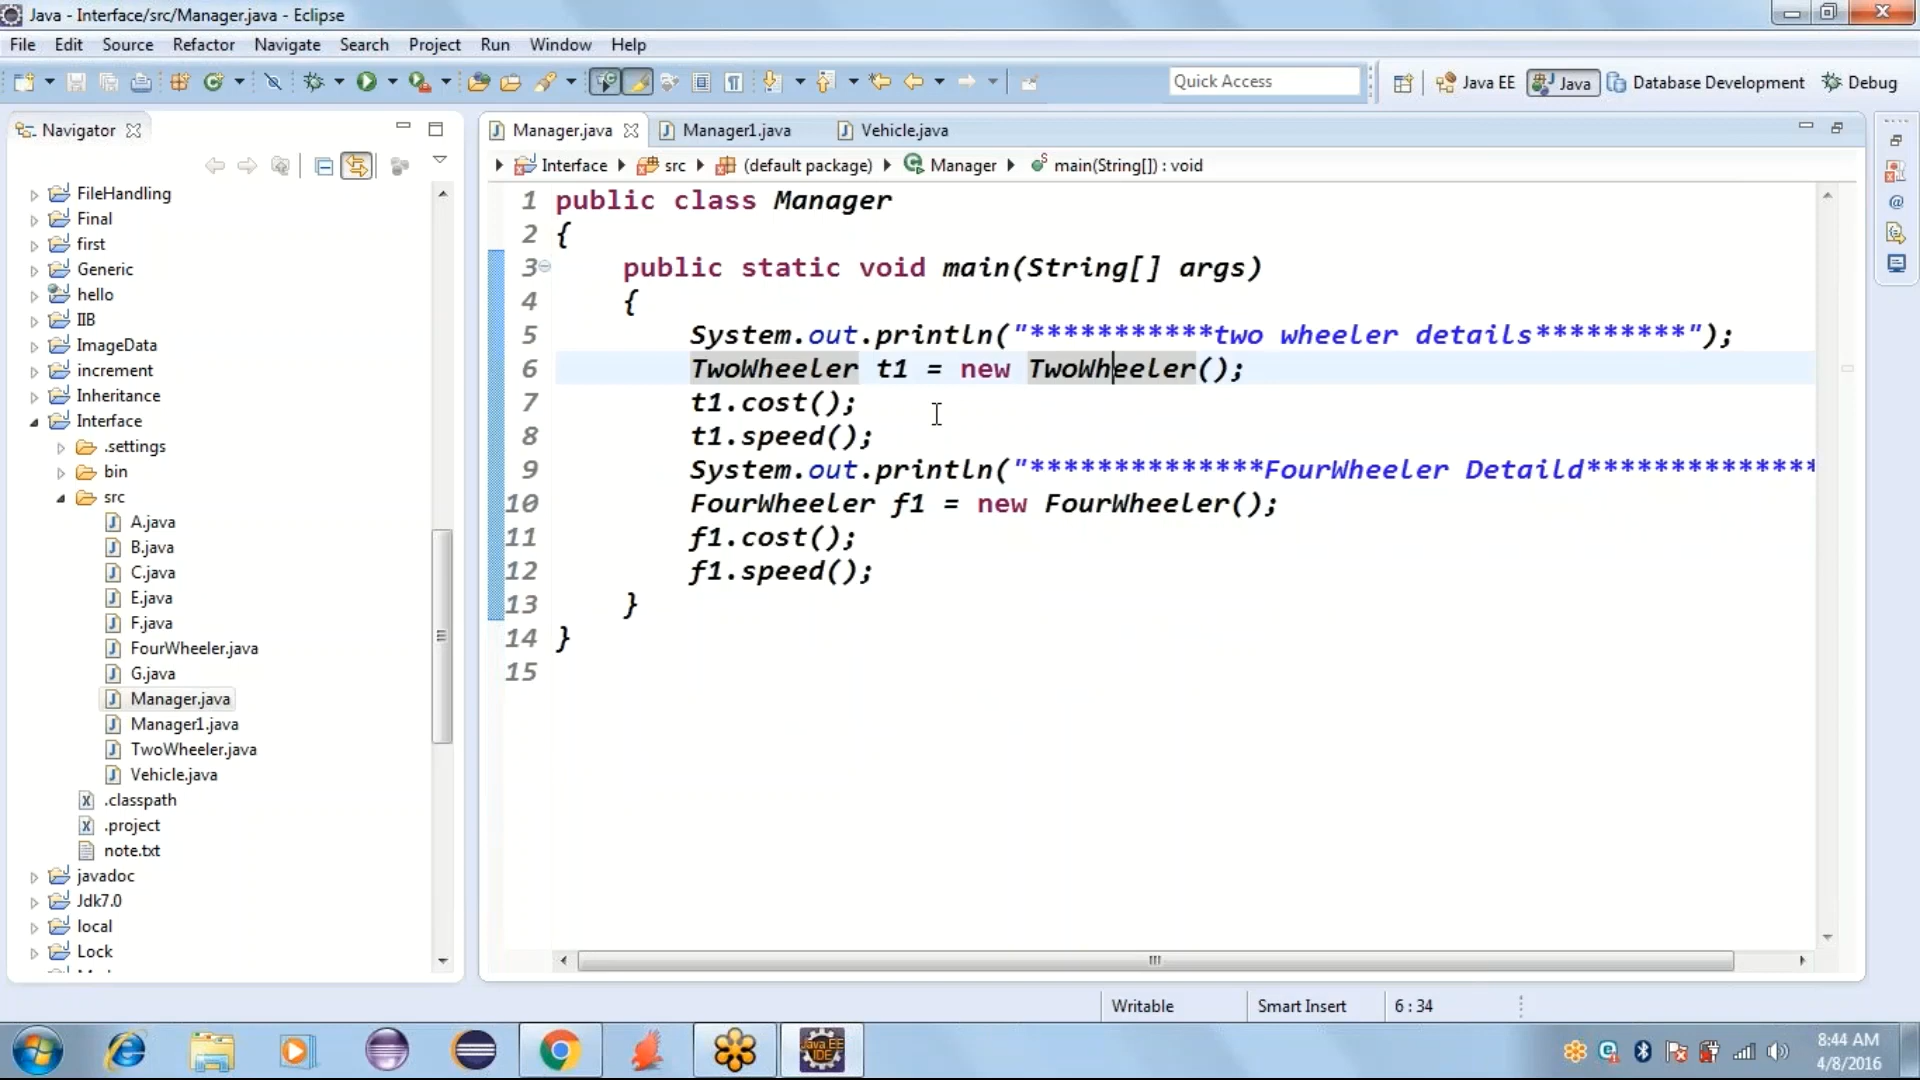 Java - Interface/src/Manager.java - Eclipse
File Edit Source Refactor Navigate Search Project Run Window Help
Quick Access Java EE Java Database Development Debug
Navigator
FileHandling
Final
first
Generic
hello
IIB
ImageData
increment
Inheritance
Interface
.settings
bin
src
A.java
B.java
C.java
E.java
F.java
FourWheeler.java
G.java
Manager.java
Manager1.java
TwoWheeler.java
Vehicle.java
.classpath
.project
note.txt
javadoc
Jdk7.0
local
Lock
Manager.java Manager1.java Vehicle.java
Interface src (default package) Manager main(String[]) : void
1 public class Manager
2 {
3 public static void main(String[] args)
4 {
5 System.out.println("***********two wheeler details*********");
6 TwoWheeler t1 = new TwoWheeler();
7 t1.cost();
8 t1.speed();
9 System.out.println("**************FourWheeler Detaild**************
10 FourWheeler f1 = new FourWheeler();
11 f1.cost();
12 f1.speed();
13 }
14 }
15
Writable Smart Insert 6 : 34
Java EE
IDE
8:44 AM
4/8/2016